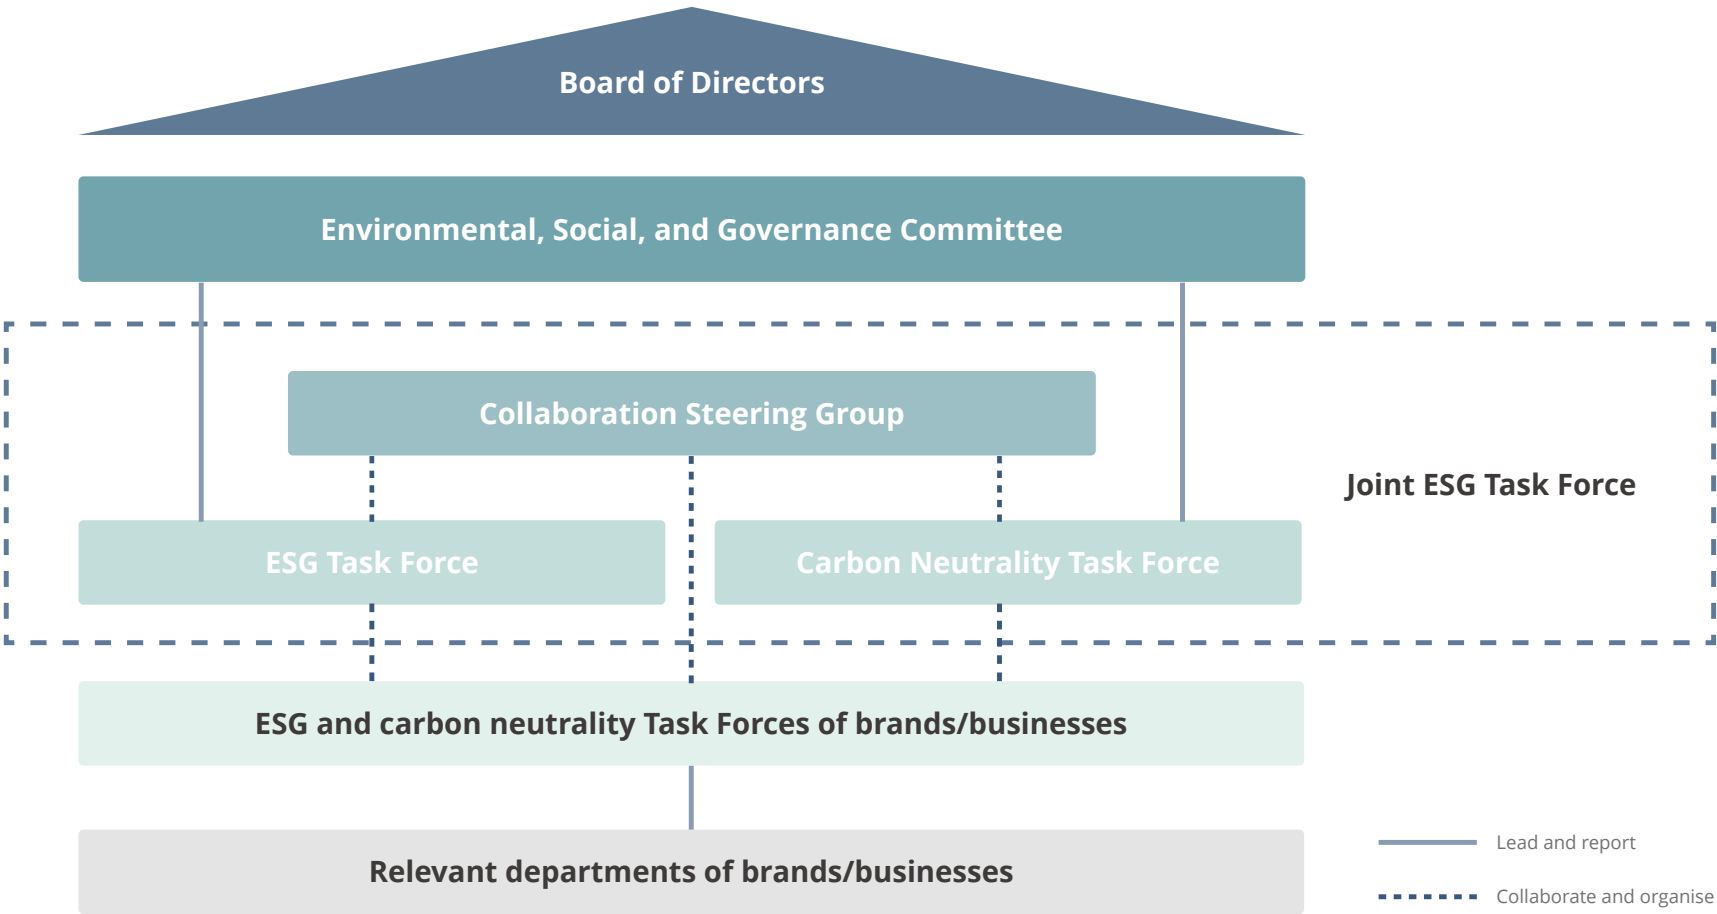 Board of Directors
Environmental, Social, and Governance Committee
Collaboration Steering Group
Joint ESG Task Force
ESG Task Force
Carbon Neutrality Task Force
ESG and carbon neutrality Task Forces of brands/businesses
Relevant departments of brands/businesses
Lead and report
Collaborate and organise